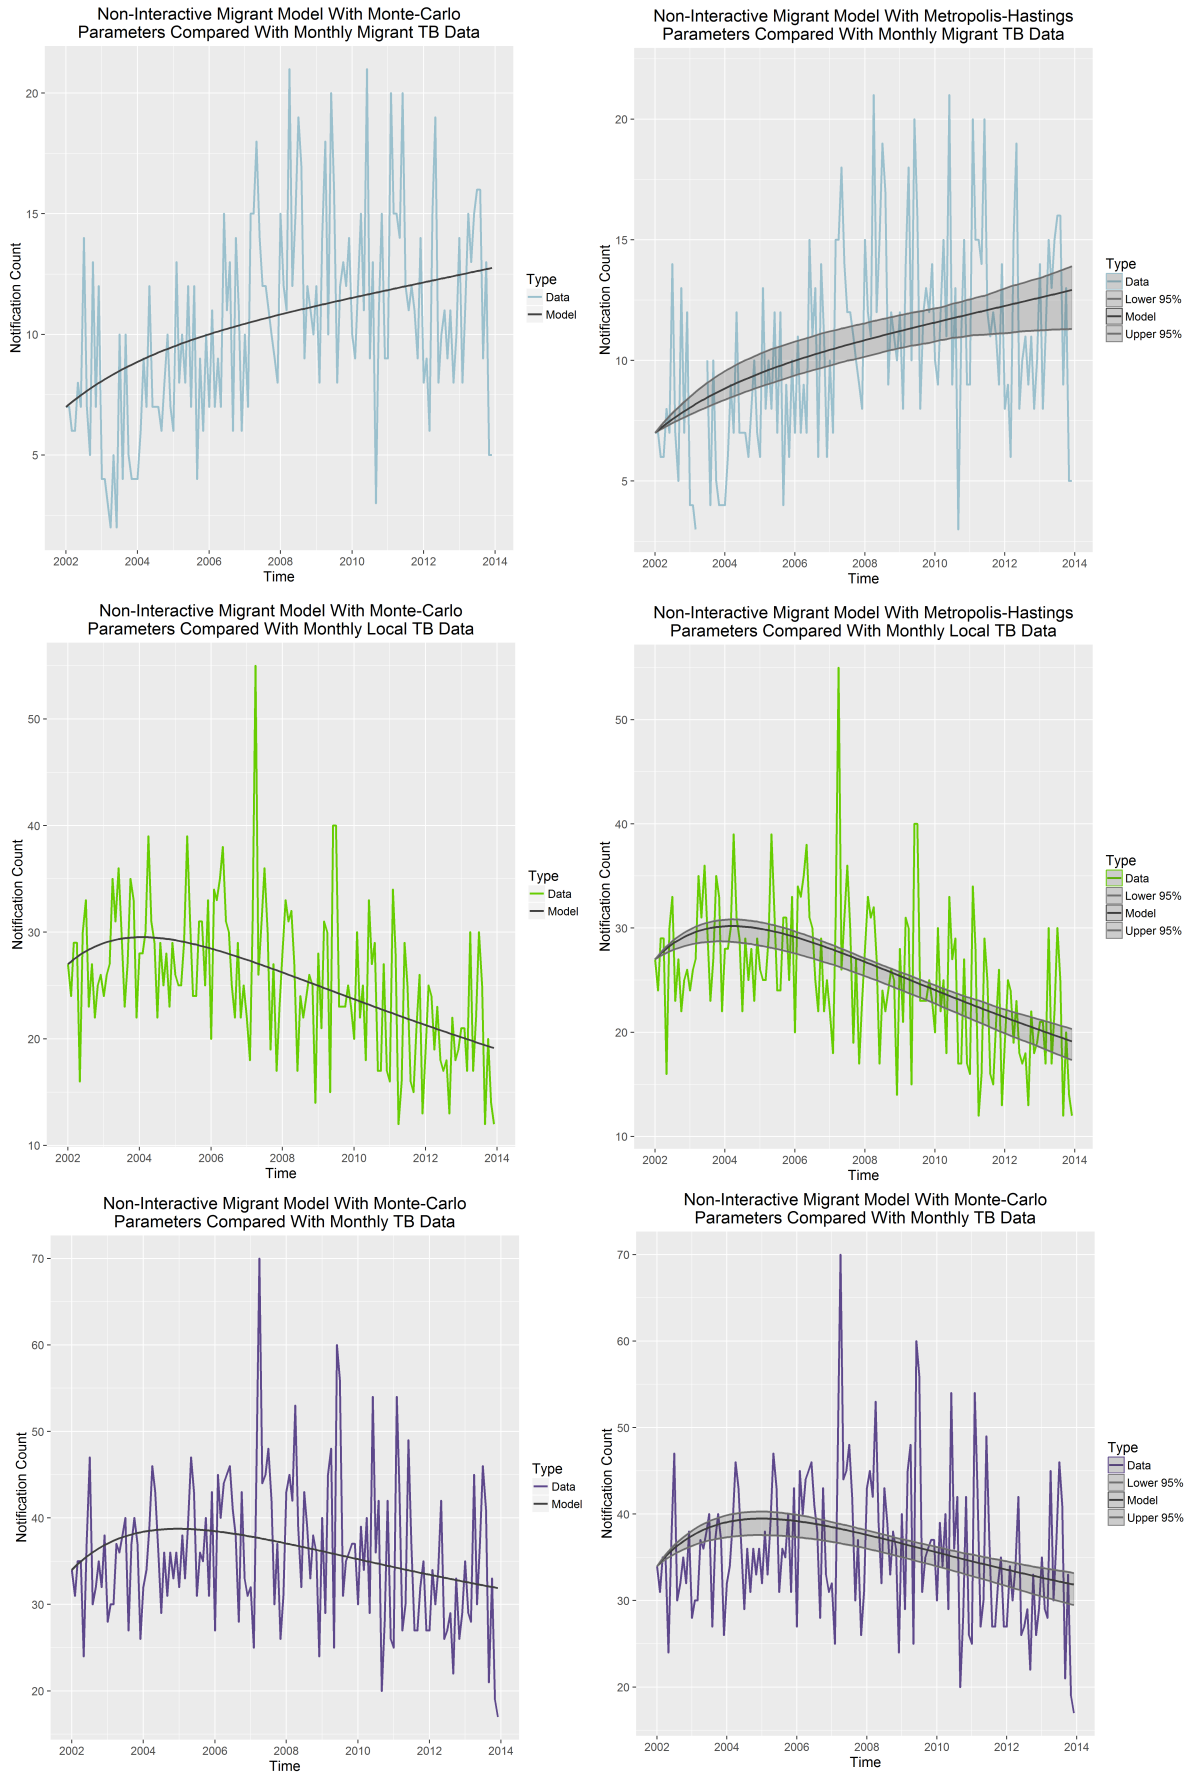 Non-Interactive Migrant Model With Monte-Carlo
Parameters Compared With Monthly Migrant TB Data
Notification Count
20
15
10
5
2002 2004 2006 2008 2010 2012 2014
Time
Type
Data
Model
Non-Interactive Migrant Model With Metropolis-Hastings
Parameters Compared With Monthly Migrant TB Data
Notification Count
20
15
10
5
2002 2004 2006 2008 2010 2012 2014
Time
Type
Data
Lower 95%
Model
Upper 95%
Non-Interactive Migrant Model With Monte-Carlo
Parameters Compared With Monthly Local TB Data
Notification Count
50
40
30
20
10
2002 2004 2006 2008 2010 2012 2014
Time
Type
Data
Model
Non-Interactive Migrant Model With Metropolis-Hastings
Parameters Compared With Monthly Local TB Data
Notification Count
50
40
30
20
10
2002 2004 2006 2008 2010 2012 2014
Time
Type
Data
Lower 95%
Model
Upper 95%
Non-Interactive Migrant Model With Monte-Carlo
Parameters Compared With Monthly TB Data
Notification Count
70
60
50
40
30
20
2002 2004 2006 2008 2010 2012 2014
Time
Type
Data
Model
Non-Interactive Migrant Model With Monte-Carlo
Parameters Compared With Monthly TB Data
Notification Count
70
60
50
40
30
20
2002 2004 2006 2008 2010 2012 2014
Time
Type
Data
Lower 95%
Model
Upper 95%